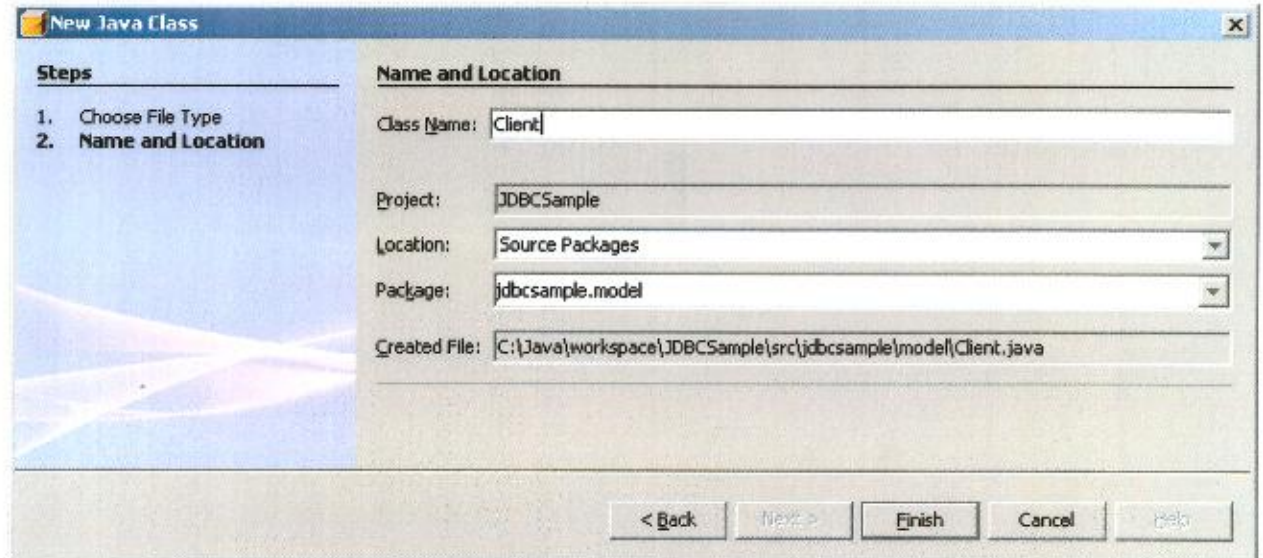 New Java Class
Steps
1. Choose File Type
2. Name and Location
Name and Location
Class Name: Client
Project: JDBCSample
Location: Source Packages
Package: jdbcsample.model
Created File: C:\Java\workspace\JDBCSample\src\jdbcsample\model\Client.java
< Back Next > Finish Cancel Help